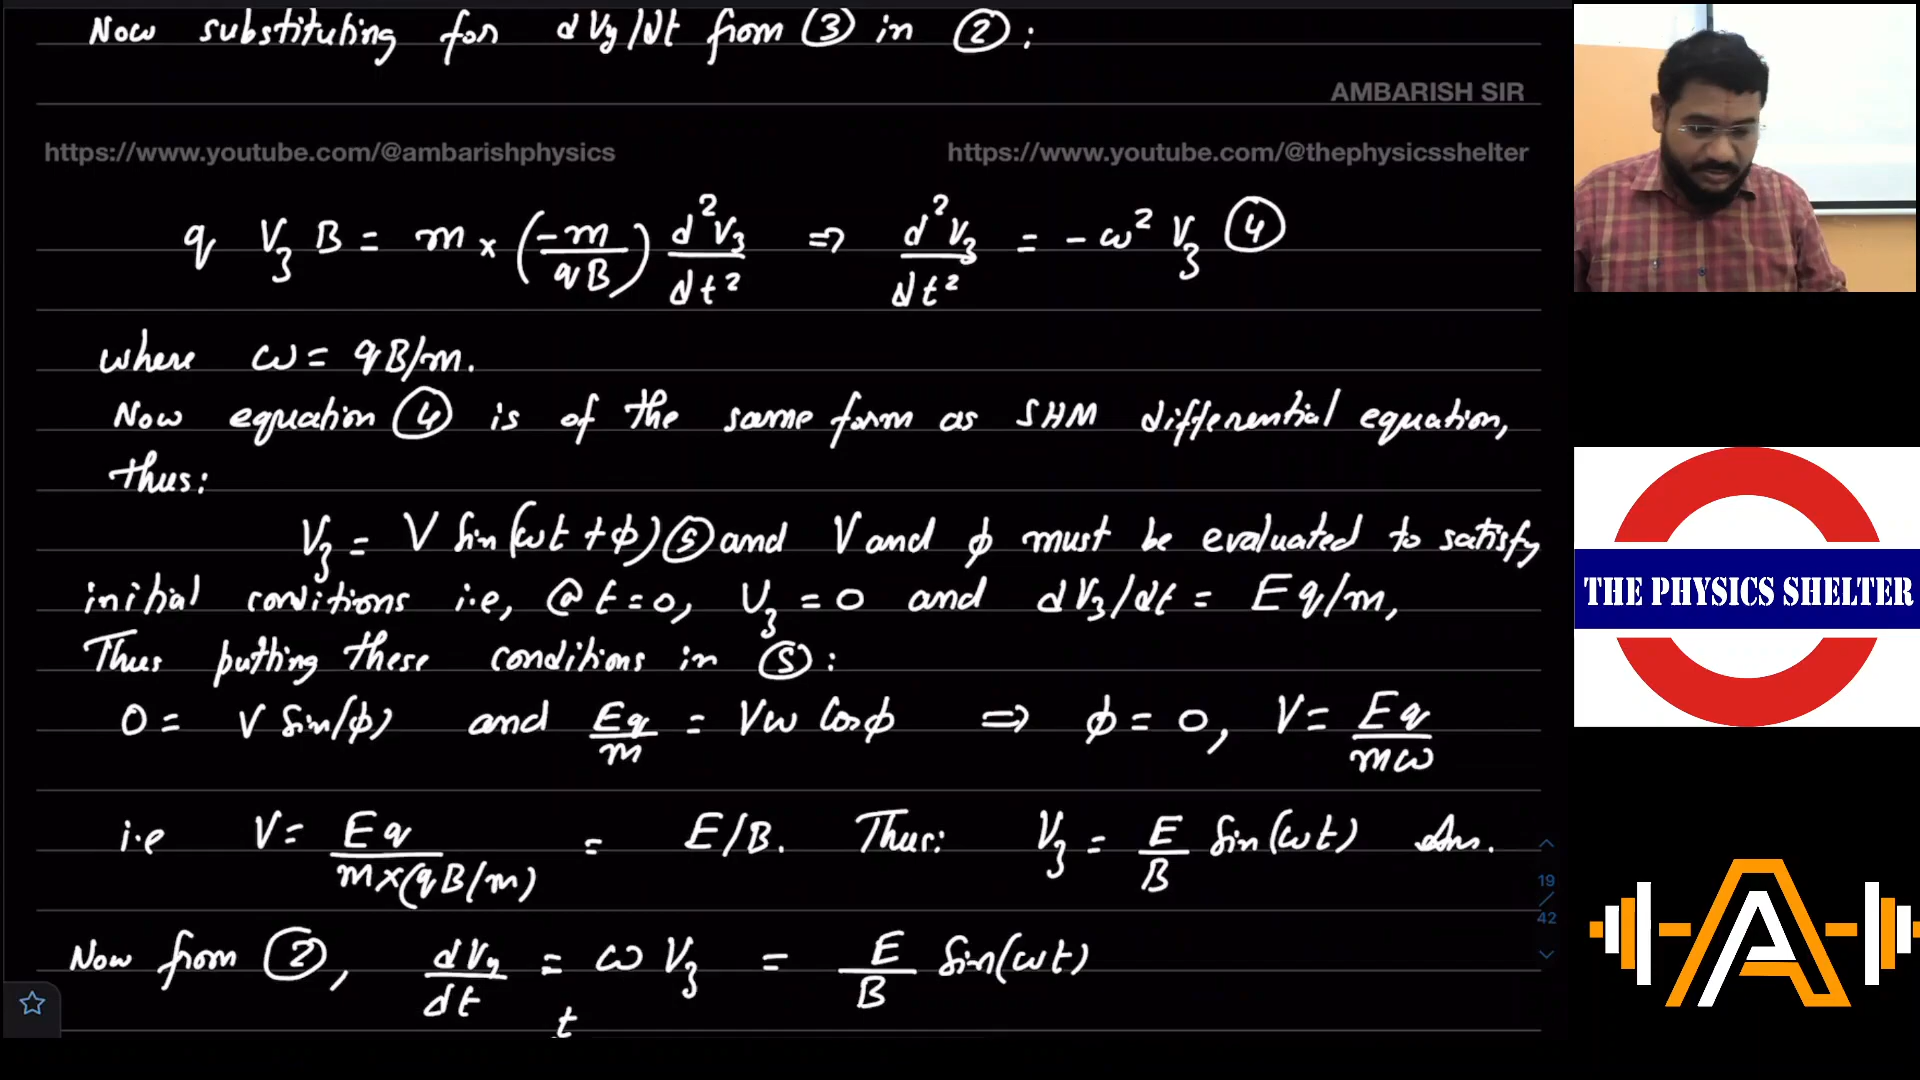 Now substituting for dVy/dt from ③ in ②:
AMBARISH SIR
https://www.youtube.com/@ambarishphysics https://www.youtube.com/@thephysicsshelter
q V₃ B = m × (-m/qB) d²V₃/dt² ⇒ d²V₃/dt² = -ω² V₃ ④
where ω = qB/m.
Now equation ④ is of the same form as SHM differential equation,
thus:
V₃ = V Sin(ωt + ϕ) ⑤ and V and ϕ must be evaluated to satisfy
initial conditions i.e, @ t=0, V₃ = 0 and dV₃/dt = Eq/m,
Thus putting these conditions in ⑤:
0 = V Sin(ϕ) and Eq/m = Vω Cosϕ ⇒ ϕ = 0, V = Eq/mω
i.e V = Eq/m×(qB/m) = E/B. Thus: V₃ = E/B Sin(ωt) Ans.
Now from ②, dVy/dt = ω V₃ = E/B Sin(ωt)
t
THE PHYSICS SHELTER
A
19
/
42